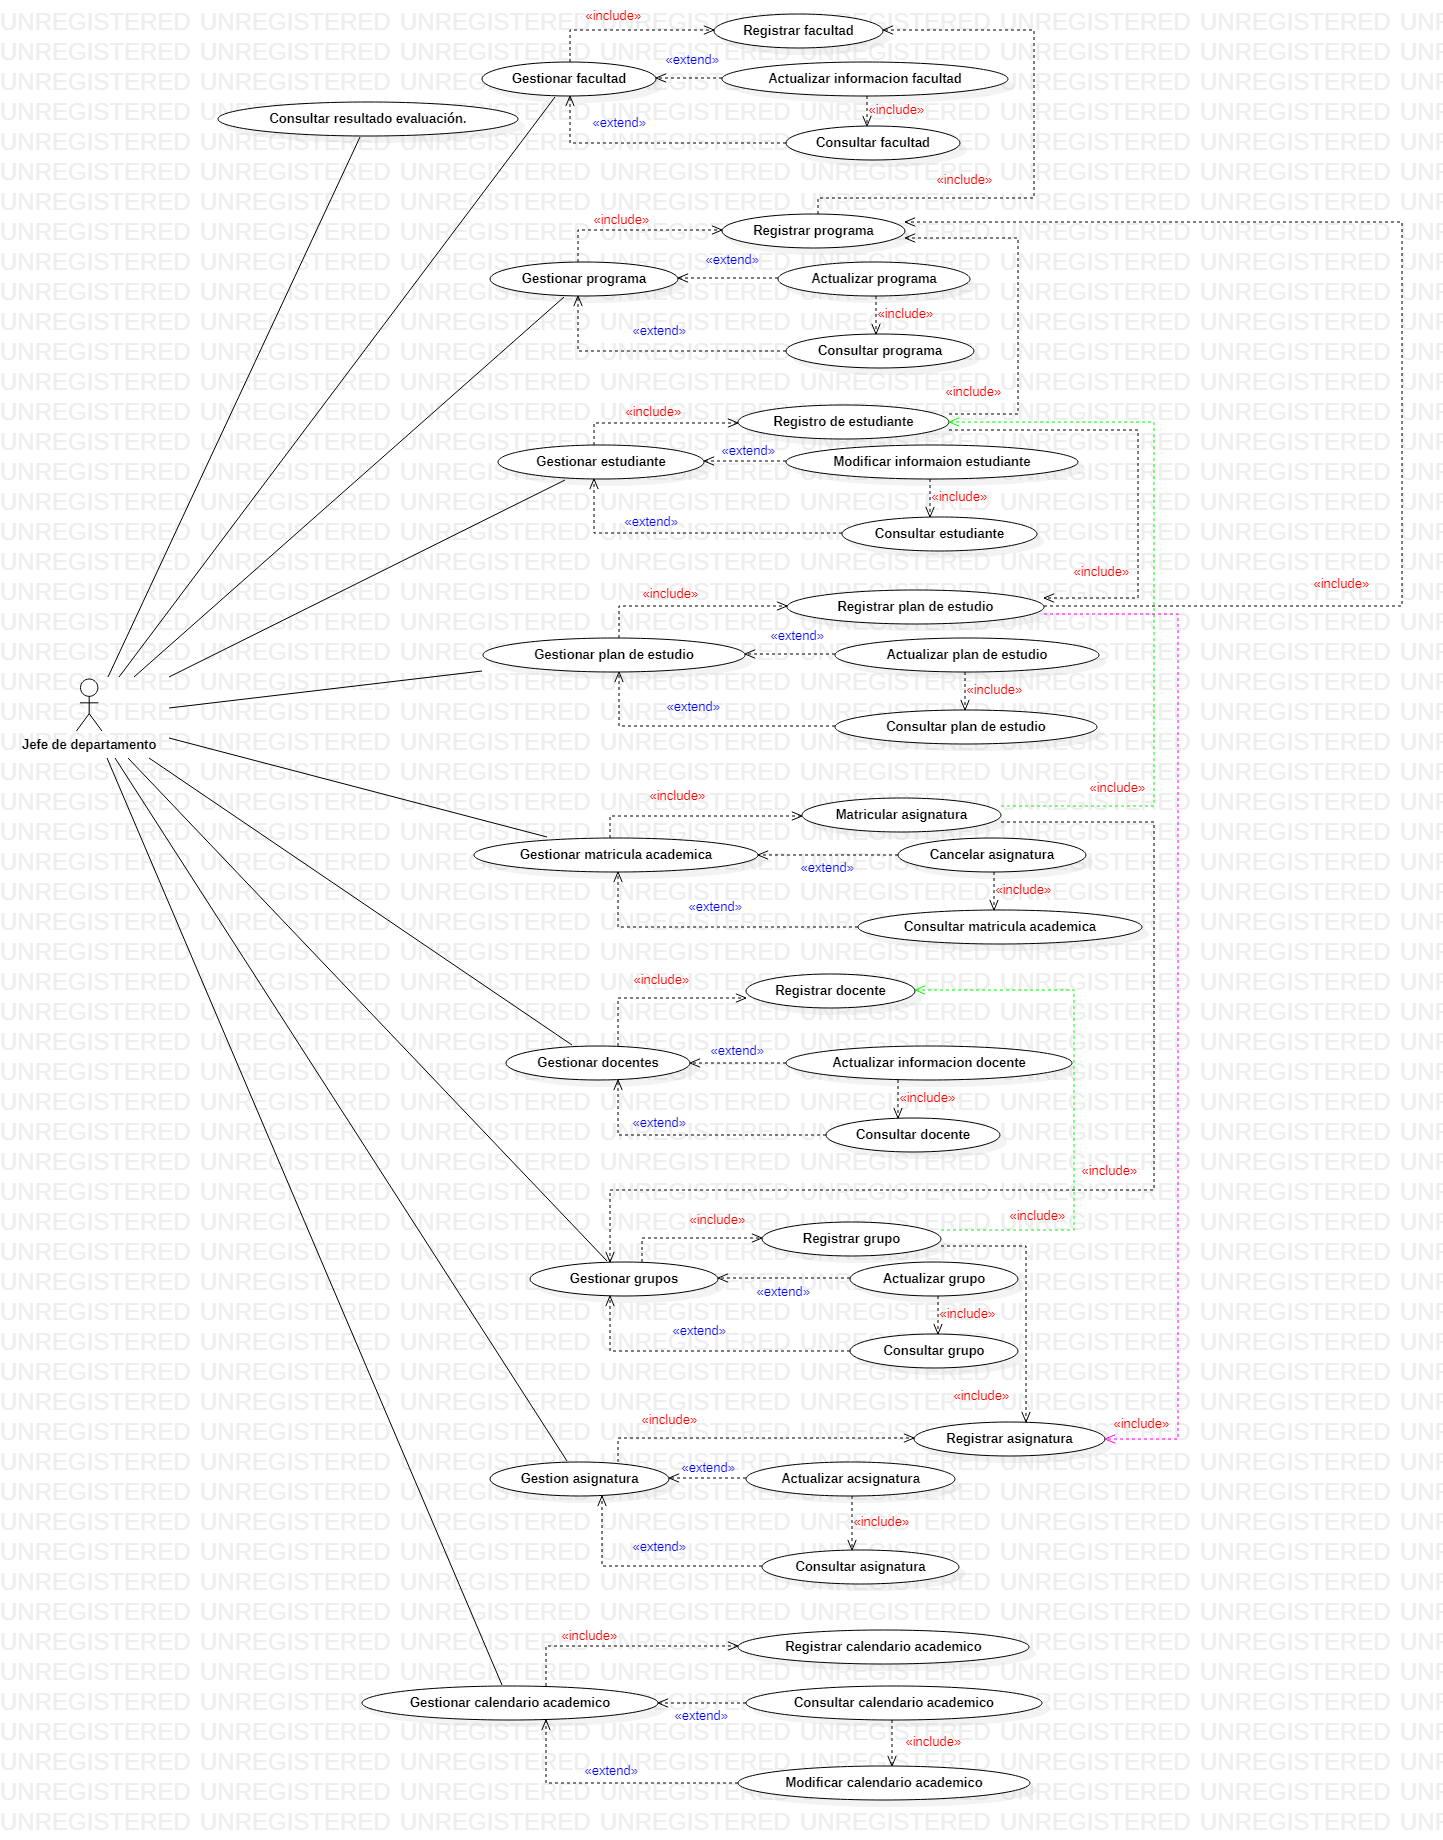 «include»
Registrar facultad
«extend»
Gestionar facultad
Actualizar informacion facultad
«include»
Consultar resultado evaluación.
«extend»
Consultar facultad
«include»
«include»
Registrar programa
«extend»
Gestionar programa
Actualizar programa
«include»
«extend»
Consultar programa
«include»
«include»
Registro de estudiante
«extend»
Gestionar estudiante
Modificar informaion estudiante
«include»
«extend»
Consultar estudiante
«include»
«include»
«include»
Registrar plan de estudio
«extend»
Gestionar plan de estudio
Actualizar plan de estudio
«include»
«extend»
Consultar plan de estudio
Jefe de departamento
«include»
«include»
Matricular asignatura
Gestionar matricula academica
Cancelar asignatura
«extend»
«include»
«extend»
Consultar matricula academica
«include»
Registrar docente
«extend»
Gestionar docentes
Actualizar informacion docente
«include»
«extend»
Consultar docente
«include»
«include»
«include»
Registrar grupo
Gestionar grupos
Actualizar grupo
«extend»
«include»
«extend»
Consultar grupo
«include»
«include»
«include»
Registrar asignatura
«extend»
Gestion asignatura
Actualizar acsignatura
«include»
«extend»
Consultar asignatura
«include»
Registrar calendario academico
Gestionar calendario academico
Consultar calendario academico
«extend»
«include»
«extend»
Modificar calendario academico
UNREGISTERED